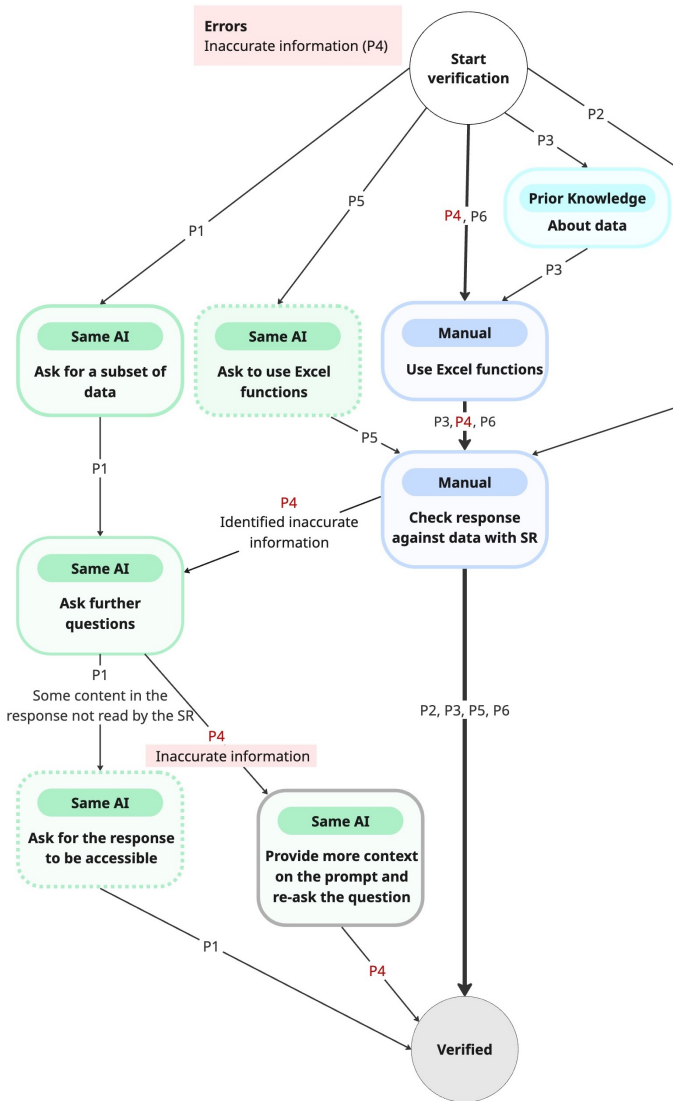 Errors
Inaccurate information (P4)
Start
verification
P2
P3
Prior Knowledge
About data
P5
P4, P6
P1
P3
Same AI
Ask for a subset of
data
Same AI
Ask to use Excel
functions
Manual
Use Excel functions
P3, P4, P6
P5
P1
Manual
Check response
against data with SR
P4
Identified inaccurate
information
Same AI
Ask further
questions
P1
Some content in the
response not read by the SR
P4
Inaccurate information
P2, P3, P5, P6
Same AI
Ask for the response
to be accessible
Same AI
Provide more context
on the prompt and
re-ask the question
P1
P4
Verified